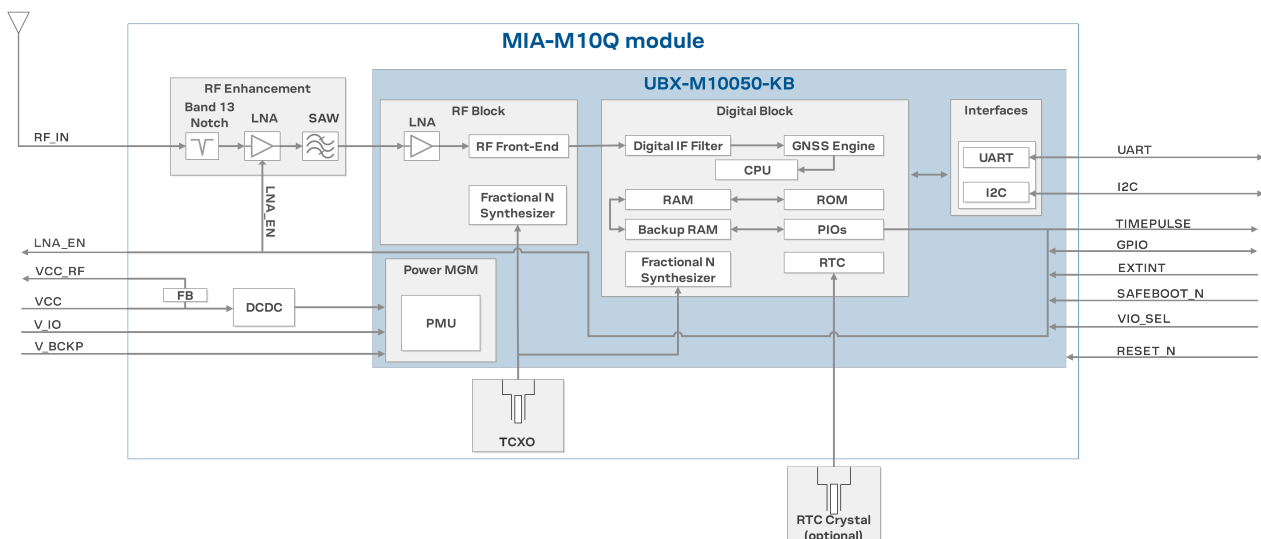 MIA-M10Q module
UBX-M10050-KB
RF Enhancement
Band 13
Notch
LNA
SAW
RF_IN
LNA_EN
RF Block
LNA
RF Front-End
Fractional N
Synthesizer
Digital Block
Digital IF Filter
GNSS Engine
CPU
RAM
ROM
Backup RAM
PIOs
Fractional N
Synthesizer
RTC
Interfaces
UART
I2C
UART
I2C
TIMEPULSE
GPIO
EXTINT
SAFEBOOT_N
VIO_SEL
RESET_N
LNA_EN
VCC_RF
FB
VCC
DCDC
V_IO
V_BCKP
Power MGM
PMU
TCXO
RTC Crystal
(optional)